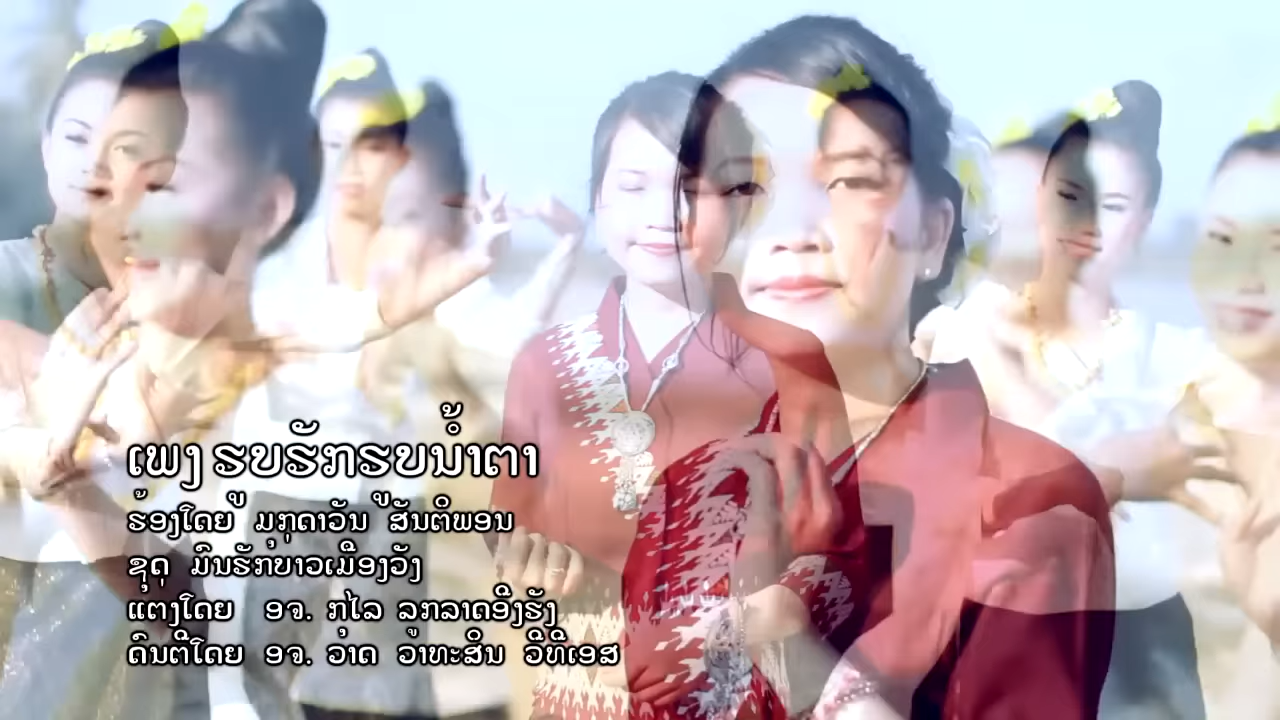 ເພງ ຮູບຮັກຮູບນ້ຳຕາ
ຮ້ອງໂດຍ ມຸກດາວັນ ສັນຕິພອນ
ຊຸດ ມົນຮັກບ່າວເມືອງວັງ
ແຕ່ງໂດຍ ອຈ. ກຸໄລ ລູກລາດອີງຮັງ
ດົນຕີໂດຍ ອຈ. ວ່າດ ວ່າທະສິນ ວີທີເອສ